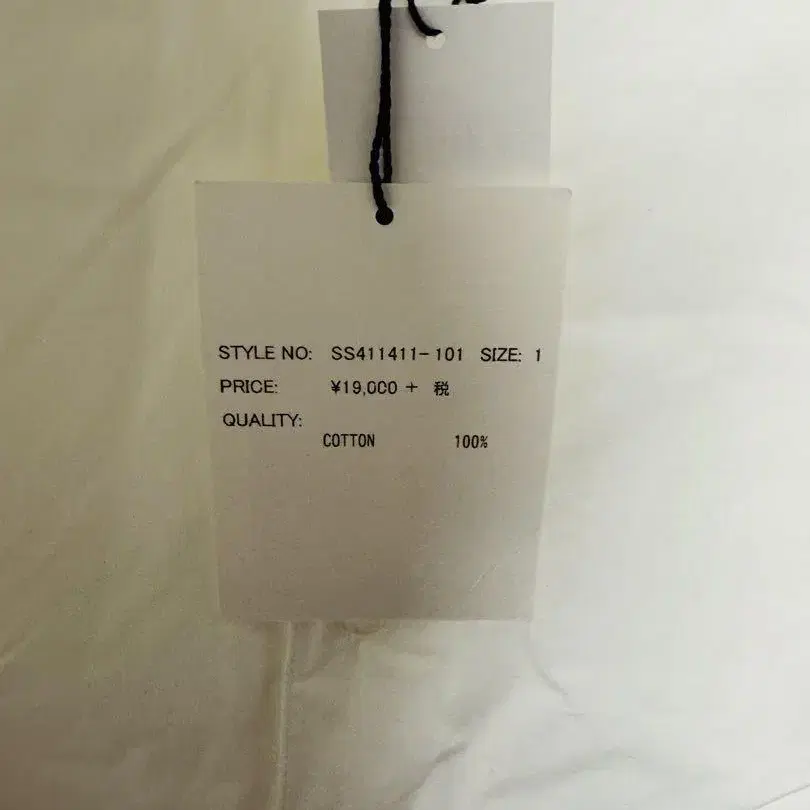 STYLE NO: SS411411-101 SIZE: 1
PRICE: ¥19,000 + 税
QUALITY:
COTTON 100%